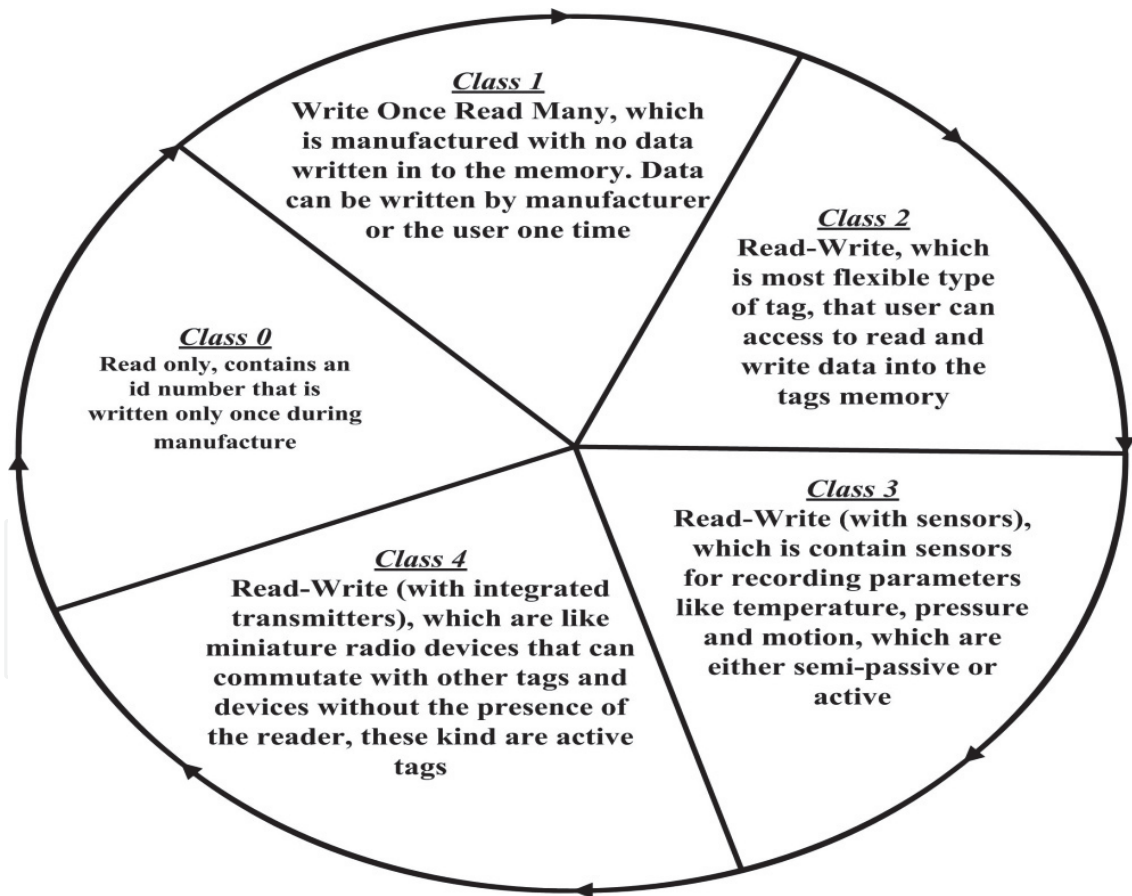 Class 1
Write Once Read Many, which
is manufactured with no data
written in to the memory. Data
can be written by manufacturer
or the user one time
Class 2
Read-Write, which
is most flexible type
of tag, that user can
access to read and
write data into the
tags memory
Class 0
Read only, contains an
id number that is
written only once during
manufacture
Class 3
Read-Write (with sensors),
which is contain sensors
for recording parameters
like temperature, pressure
and motion, which are
either semi-passive or
active
Class 4
Read-Write (with integrated
transmitters), which are like
miniature radio devices that can
commutate with other tags and
devices without the presence of
the reader, these kind are active
tags